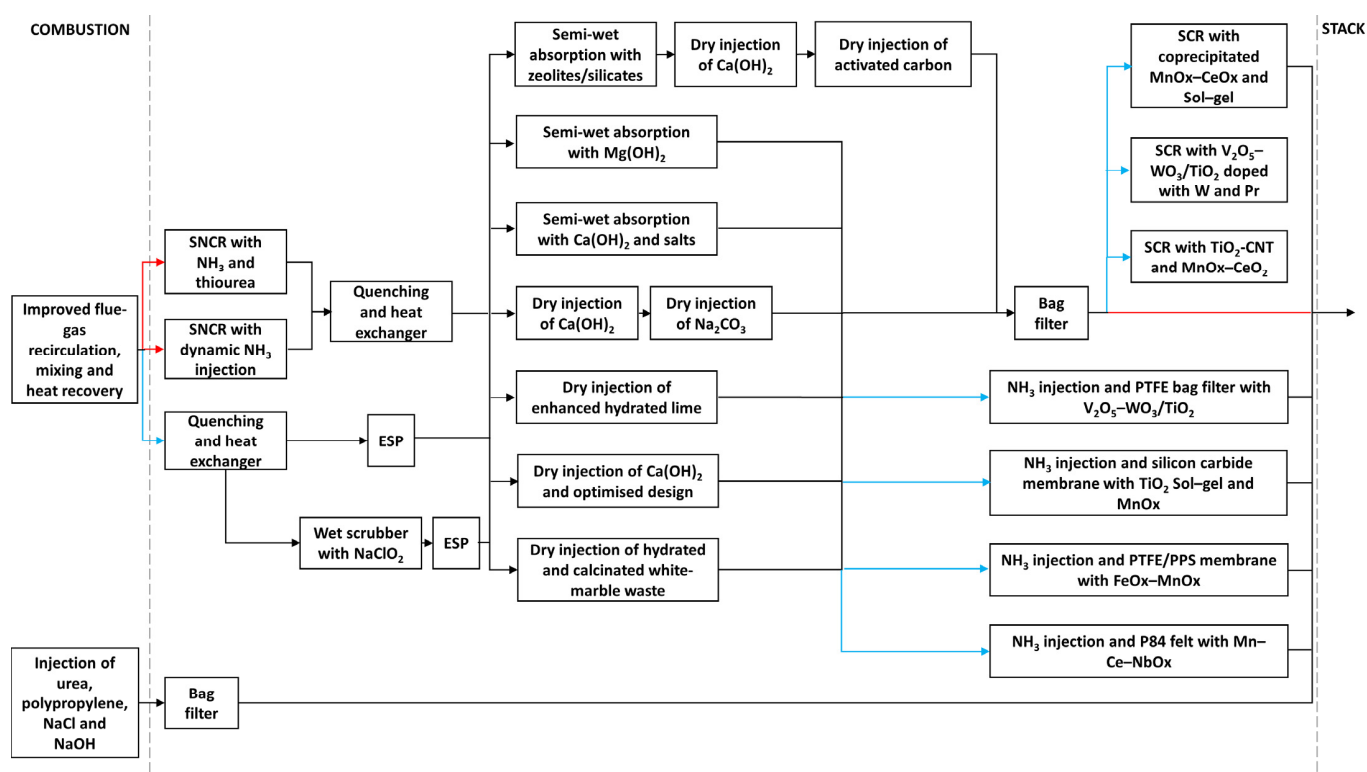 COMBUSTION
STACK
Semi-wet
absorption with
zeolites/silicates
Dry injection
of Ca(OH)₂
Dry injection of
activated carbon
SCR with
coprecipitated
MnOx–CeOx and
Sol–gel
Semi-wet absorption
with Mg(OH)₂
SCR with V₂O₅–
WO₃/TiO₂ doped
with W and Pr
Semi-wet absorption
with Ca(OH)₂ and salts
SCR with TiO₂-CNT
and MnOx–CeO₂
SNCR with
NH₃ and
thiourea
Improved flue-
gas
recirculation,
mixing and
heat recovery
SNCR with
dynamic NH₃
injection
Quenching
and heat
exchanger
Dry injection
of Ca(OH)₂
Dry injection
of Na₂CO₃
Bag
filter
Dry injection of
enhanced hydrated lime
NH₃ injection and PTFE bag filter with
V₂O₅–WO₃/TiO₂
Quenching
and heat
exchanger
ESP
Dry injection of Ca(OH)₂
and optimised design
NH₃ injection and silicon carbide
membrane with TiO₂ Sol–gel and
MnOx
Wet scrubber
with NaClO₂
ESP
Dry injection of hydrated
and calcinated white-
marble waste
NH₃ injection and PTFE/PPS membrane
with FeOx–MnOx
NH₃ injection and P84 felt with Mn–
Ce–NbOx
Injection of
urea,
polypropylene,
NaCl and
NaOH
Bag
filter